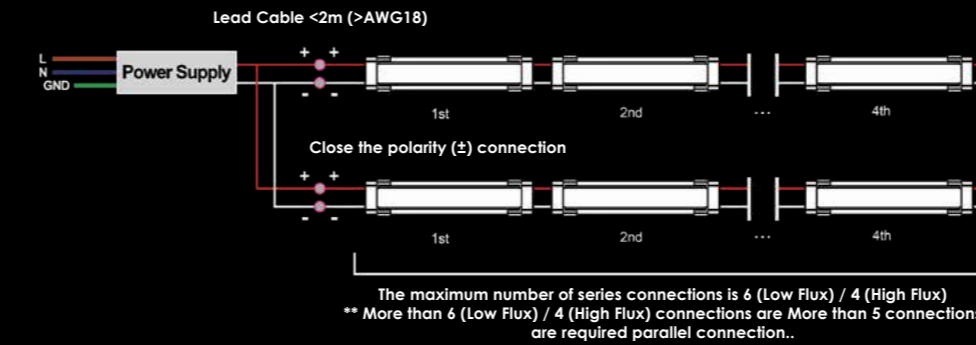 Lead Cable <2m (>AWG18)
+ +
L
N
GND
Power Supply
- -
1st
2nd
...
4th
Close the polarity (±) connection
+ +
- -
1st
2nd
...
4th
The maximum number of series connections is 6 (Low Flux) / 4 (High Flux)
** More than 6 (Low Flux) / 4 (High Flux) connections are More than 5 connections
are required parallel connection..